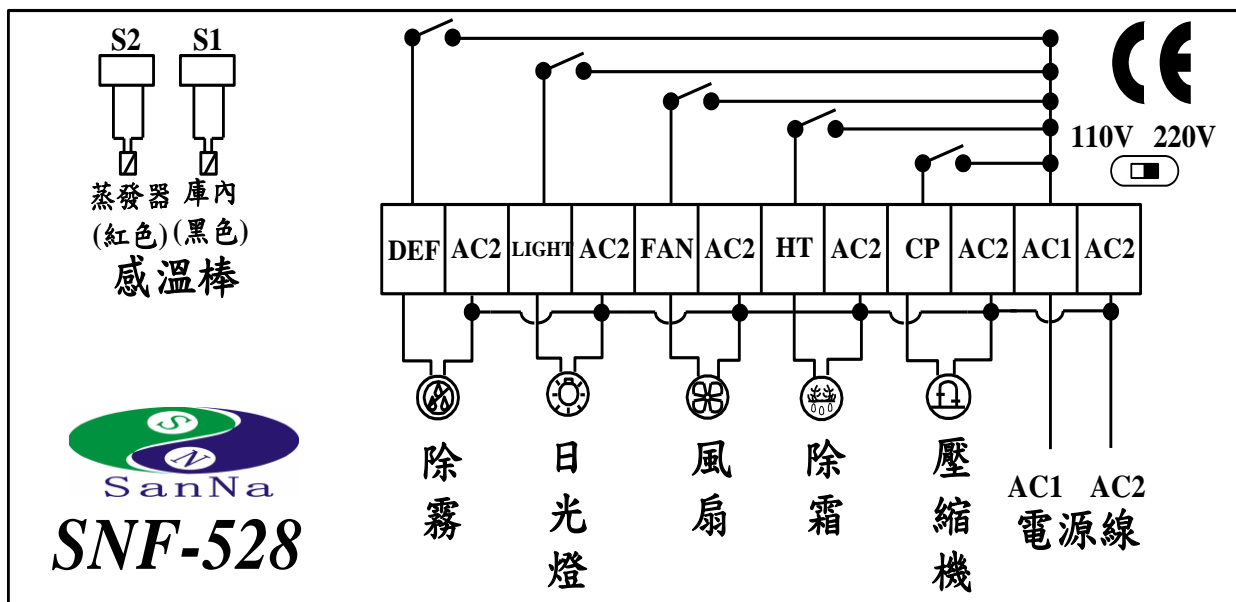 S2 S1
蒸發器 庫內
(紅色) (黑色)
感溫棒
CE
110V 220V
DEF AC2 LIGHT AC2 FAN AC2 HT AC2 CP AC2 AC1 AC2
除霧
日光燈
風扇
除霜
壓縮機
AC1 AC2
電源線
S
N
SanNa
SNF-528